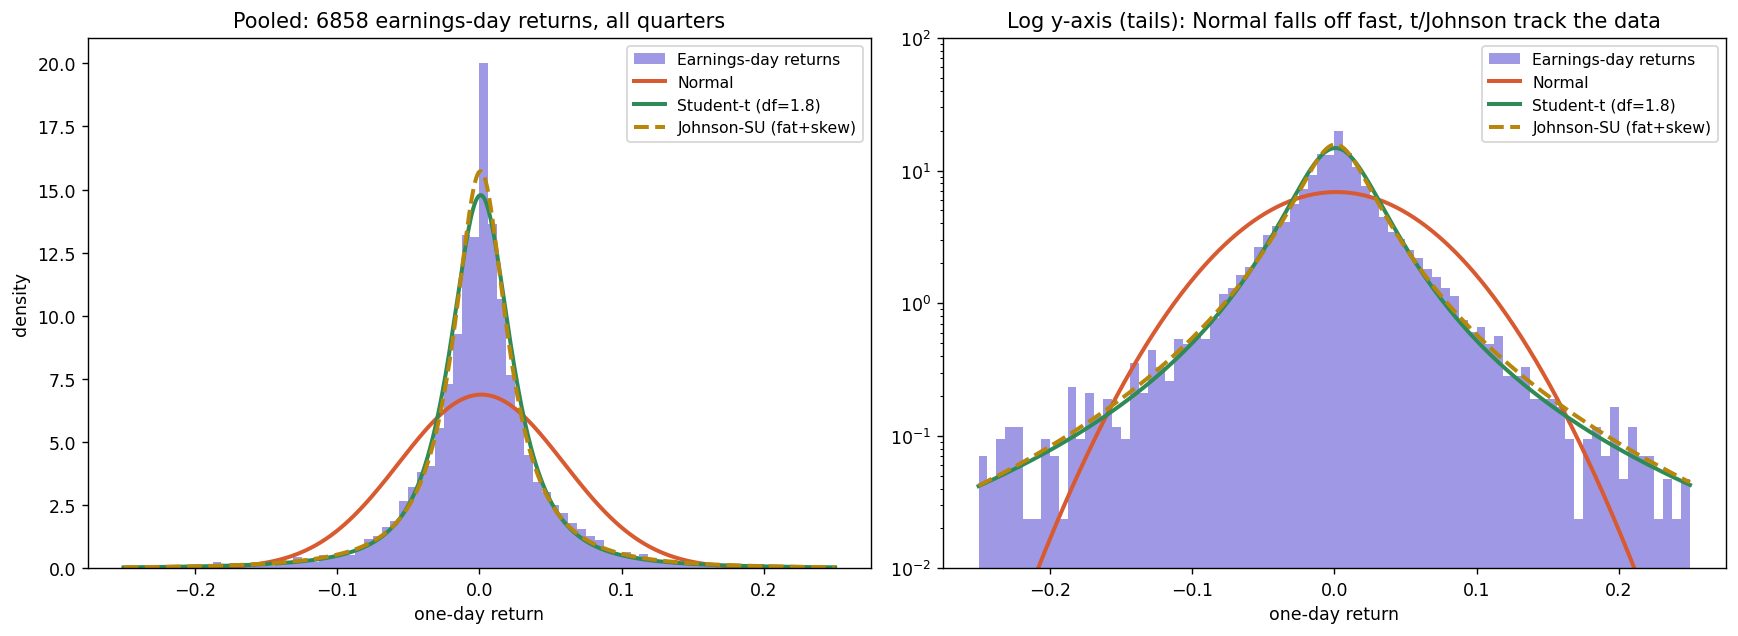 Pooled: 6858 earnings-day returns, all quarters
density
20.0
17.5
15.0
12.5
10.0
7.5
5.0
2.5
0.0
−0.2 −0.1 0.0 0.1 0.2
one-day return
Earnings-day returns
Normal
Student-t (df=1.8)
Johnson-SU (fat+skew)
Log y-axis (tails): Normal falls off fast, t/Johnson track the data
10²
10¹
10⁰
10⁻¹
10⁻²
−0.2 −0.1 0.0 0.1 0.2
one-day return
Earnings-day returns
Normal
Student-t (df=1.8)
Johnson-SU (fat+skew)